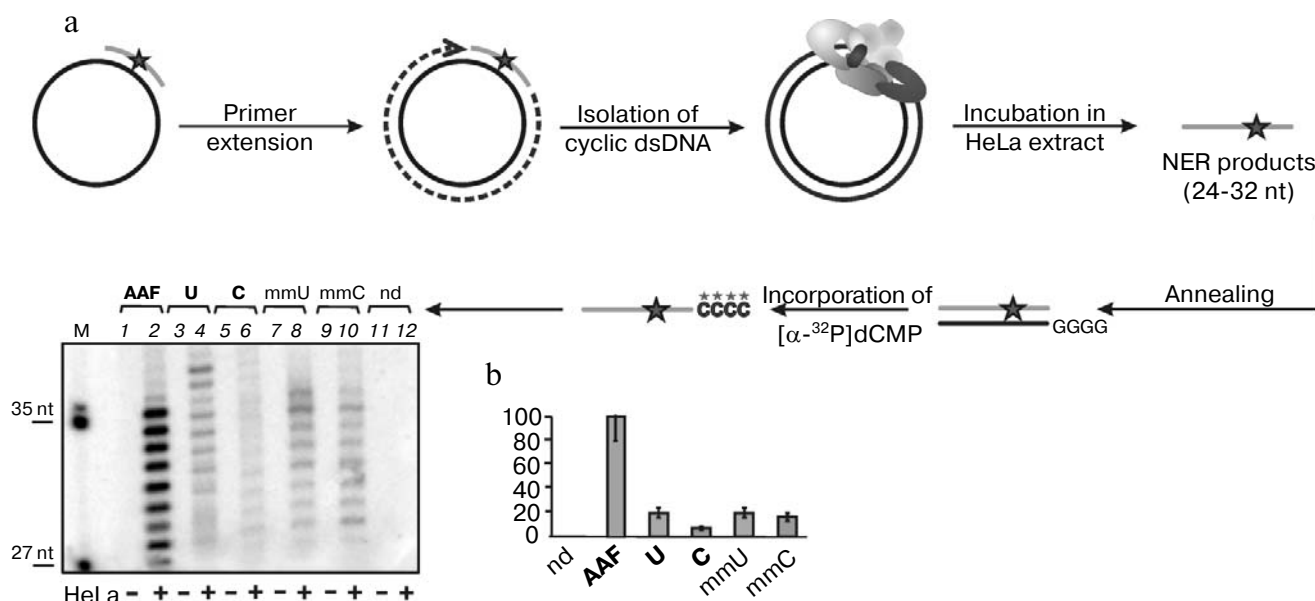 a
Primer
extension
Isolation of
cyclic dsDNA
Incubation in
HeLa extract
NER products
(24-32 nt)
Annealing
GGGG
Incorporation of
[α-³²P]dCMP
CCCC
AAF U C mmU mmC nd
M 1 2 3 4 5 6 7 8 9 10 11 12
35 nt
27 nt
HeLa - + - + - + - + - + - +
b
100
80
60
40
20
0
nd AAF U C mmU mmC